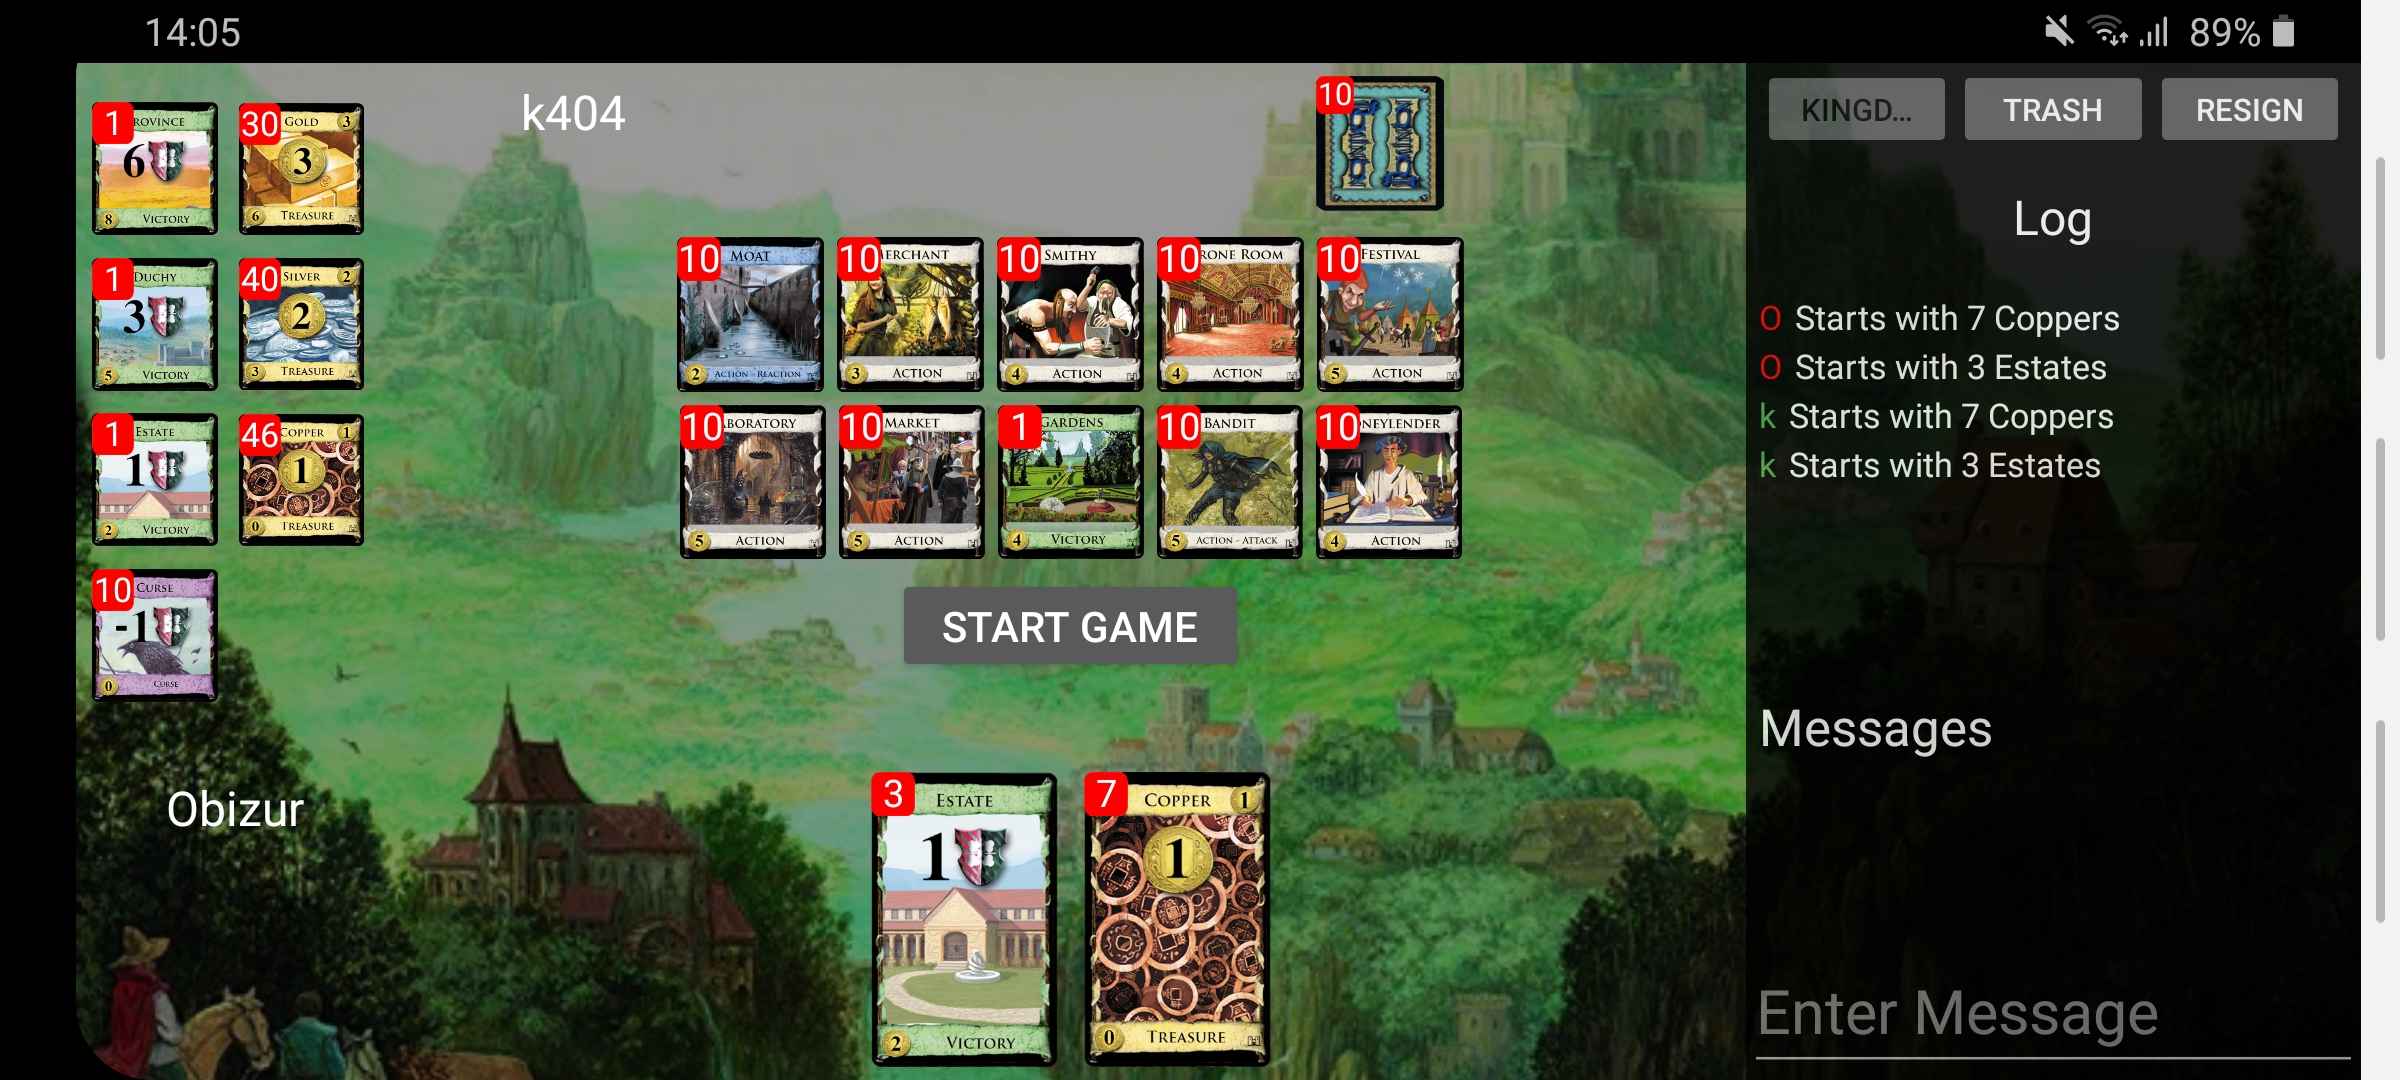 14:05
89%
k404
10
KINGD...
TRASH
RESIGN
1
PROVINCE
6
8
VICTORY
30
GOLD
3
3
6
TREASURE
1
DUCHY
3
5
VICTORY
40
SILVER
2
2
3
TREASURE
1
ESTATE
1
2
VICTORY
46
COPPER
1
1
0
TREASURE
10
CURSE
-1
0
CURSE
10
MOAT
2
ACTION - REACTION
10
MERCHANT
3
ACTION
10
SMITHY
4
ACTION
10
RONE ROOM
4
ACTION
10
FESTIVAL
5
ACTION
10
BORATORY
5
ACTION
10
MARKET
5
ACTION
1
GARDENS
4
VICTORY
10
BANDIT
5
ACTION - ATTACK
10
NEYLENDER
4
ACTION
START GAME
Obizur
3
ESTATE
1
2
VICTORY
7
COPPER
1
1
0
TREASURE
Log
O Starts with 7 Coppers
O Starts with 3 Estates
k Starts with 7 Coppers
k Starts with 3 Estates
Messages
Enter Message